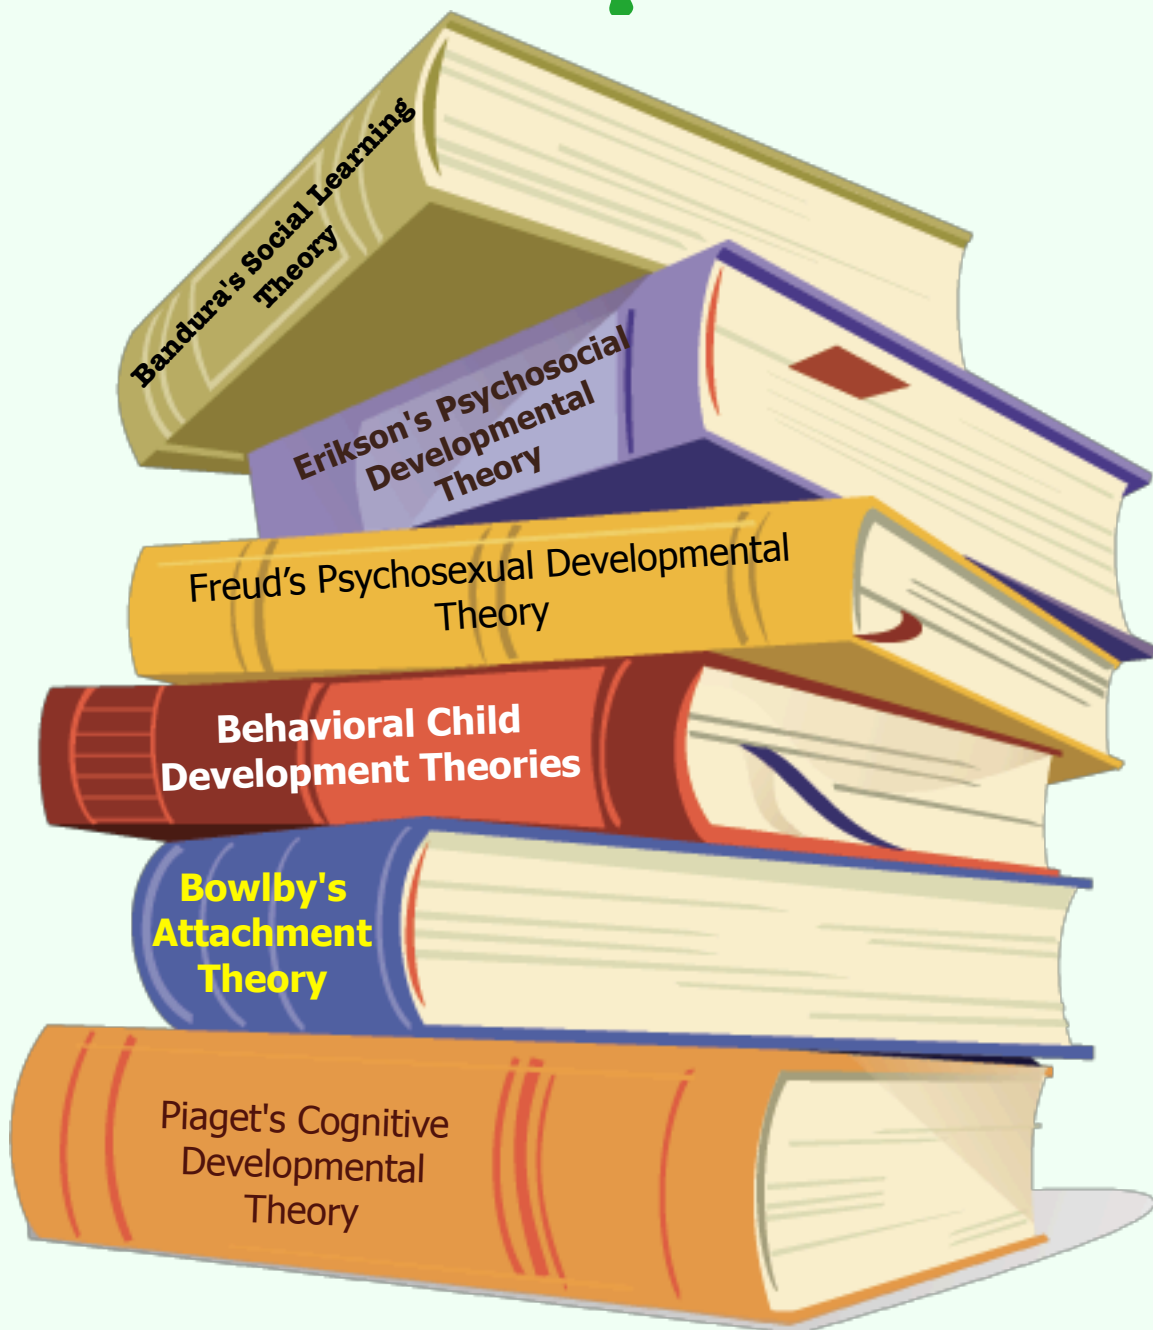 Bandura's Social Learning
Theory
Erikson's Psychosocial
Developmental
Theory
Freud’s Psychosexual Developmental
Theory
Behavioral Child
Development Theories
Bowlby's
Attachment
Theory
Piaget's Cognitive
Developmental
Theory